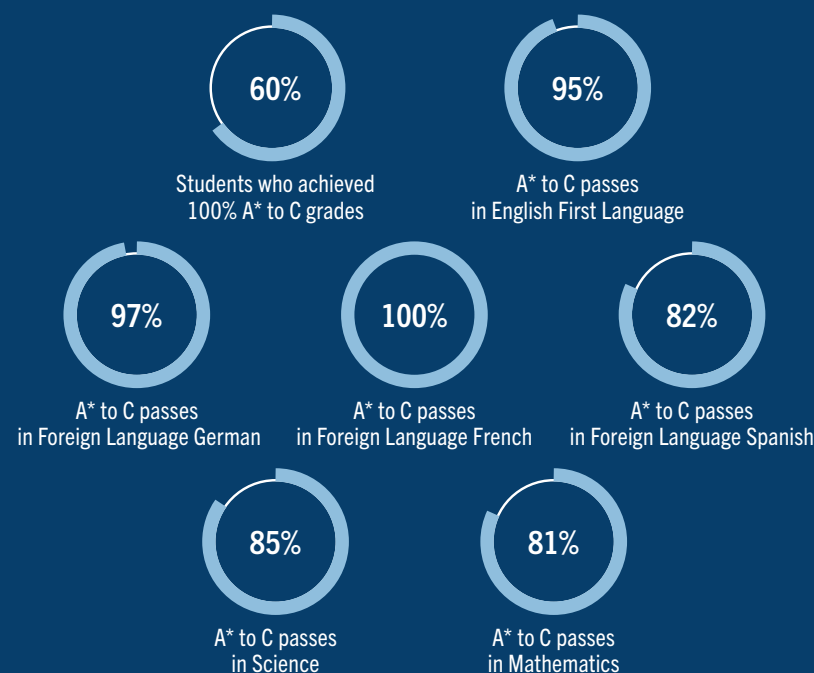 60%
Students who achieved
100% A* to C grades
95%
A* to C passes
in English First Language
97%
A* to C passes
in Foreign Language German
100%
A* to C passes
in Foreign Language French
82%
A* to C passes
in Foreign Language Spanish
85%
A* to C passes
in Science
81%
A* to C passes
in Mathematics